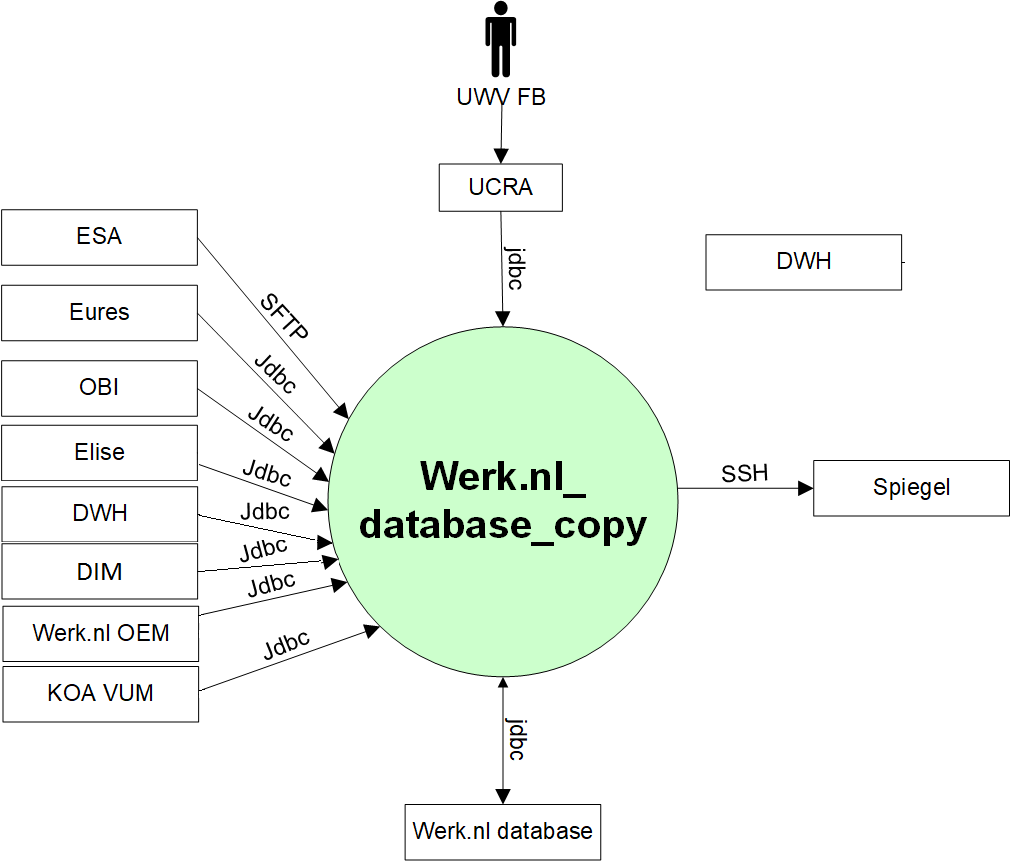 UWV FB
UCRA
jdbc
DWH
ESA
SFTP
Eures
Jdbc
OBI
Jdbc
Elise
Jdbc
DWH
Jdbc
DIM
Jdbc
Werk.nl OEM
Jdbc
KOA VUM
Jdbc
Werk.nl_
database_copy
SSH
Spiegel
jdbc
Werk.nl database